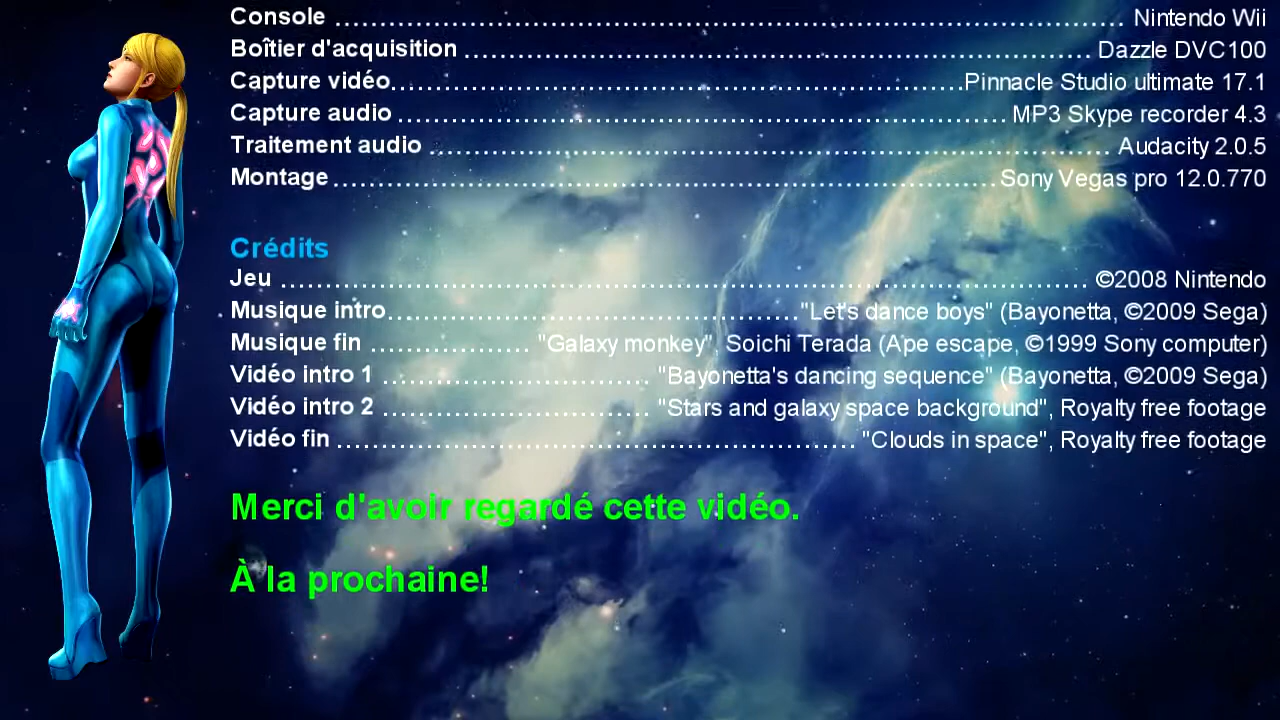 Console ........ Nintendo Wii
Boîtier d'acquisition ........ Dazzle DVC100
Capture vidéo........Pinnacle Studio ultimate 17.1
Capture audio ........ MP3 Skype recorder 4.3
Traitement audio ........ Audacity 2.0.5
Montage........Sony Vegas pro 12.0.770
Crédits
Jeu ........ ©2008 Nintendo
Musique intro........"Let's dance boys" (Bayonetta, ©2009 Sega)
Musique fin ........ "Galaxy monkey", Soichi Terada (Ape escape, ©1999 Sony computer)
Vidéo intro 1 ........ "Bayonetta's dancing sequence" (Bayonetta, ©2009 Sega)
Vidéo intro 2 ........ "Stars and galaxy space background", Royalty free footage
Vidéo fin ........ "Clouds in space", Royalty free footage
Merci d'avoir regardé cette vidéo.
À la prochaine!